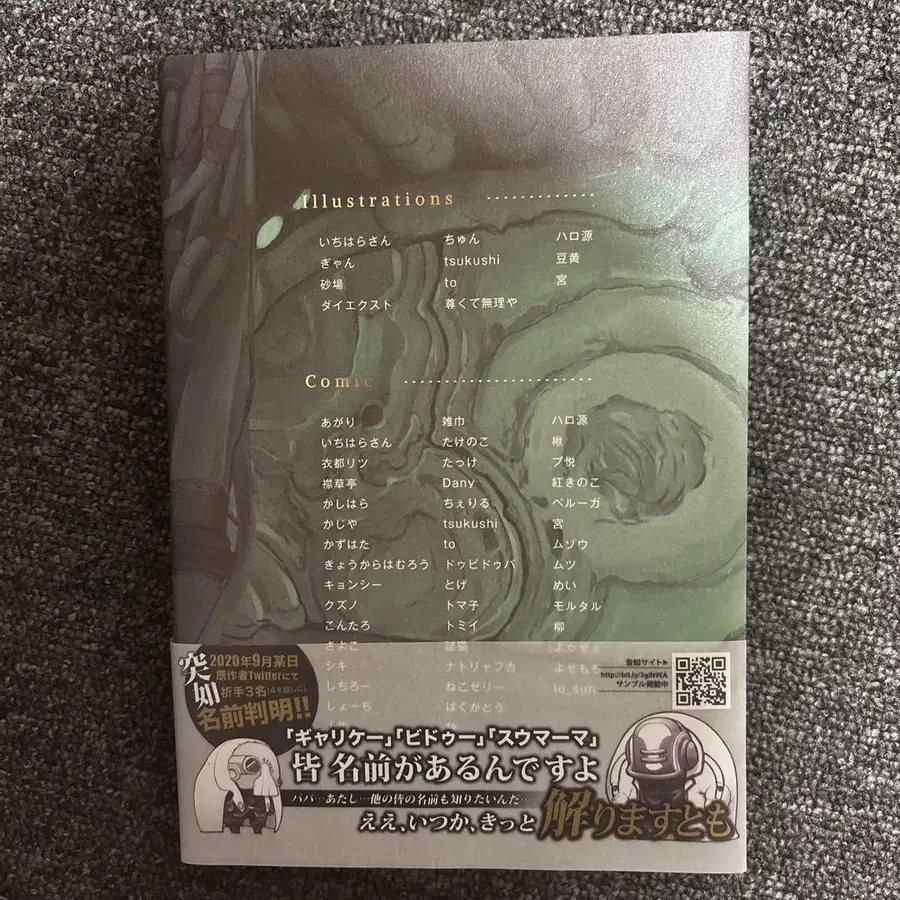 Illustrations
いちはらさん ちゅん ハロ源
ぎゃん tsukushi 豆黄
砂場 to 宮
ダイエクスト 尊くて無理や
Comic
あがり 雑巾 ハロ源
いちはらさん たけのこ 楸
衣都リツ たっけ プ悦
襟草亭 Dany 紅きのこ
かしはら ちぇりる ベルーガ
かじや tsukushi 宮
かずはた to ムゾウ
きょうからはむろう ドゥビドゥバ ムツ
キョンシー とげ めい
クズノ トマ子 モルタル
こんたろ トミイ 柳
さよこ
シキ ナトリャフカ よせもち
しちろー ねこゼリー to_sun
しょーち ばくがとう
突如
2020年9月某日
原作者Twitterにて
祈手3名(4年越しに)
名前判明!!
各知サイト▶
http://bit.ly/3giN9EA
サンプル掲載中
「ギャリケー」「ビドゥー」「スウマーマ」
皆 名前があるんですよ
パパ…あたし…他の皆の名前も知りたいんだ…
ええ、いつか、きっと 解りますとも